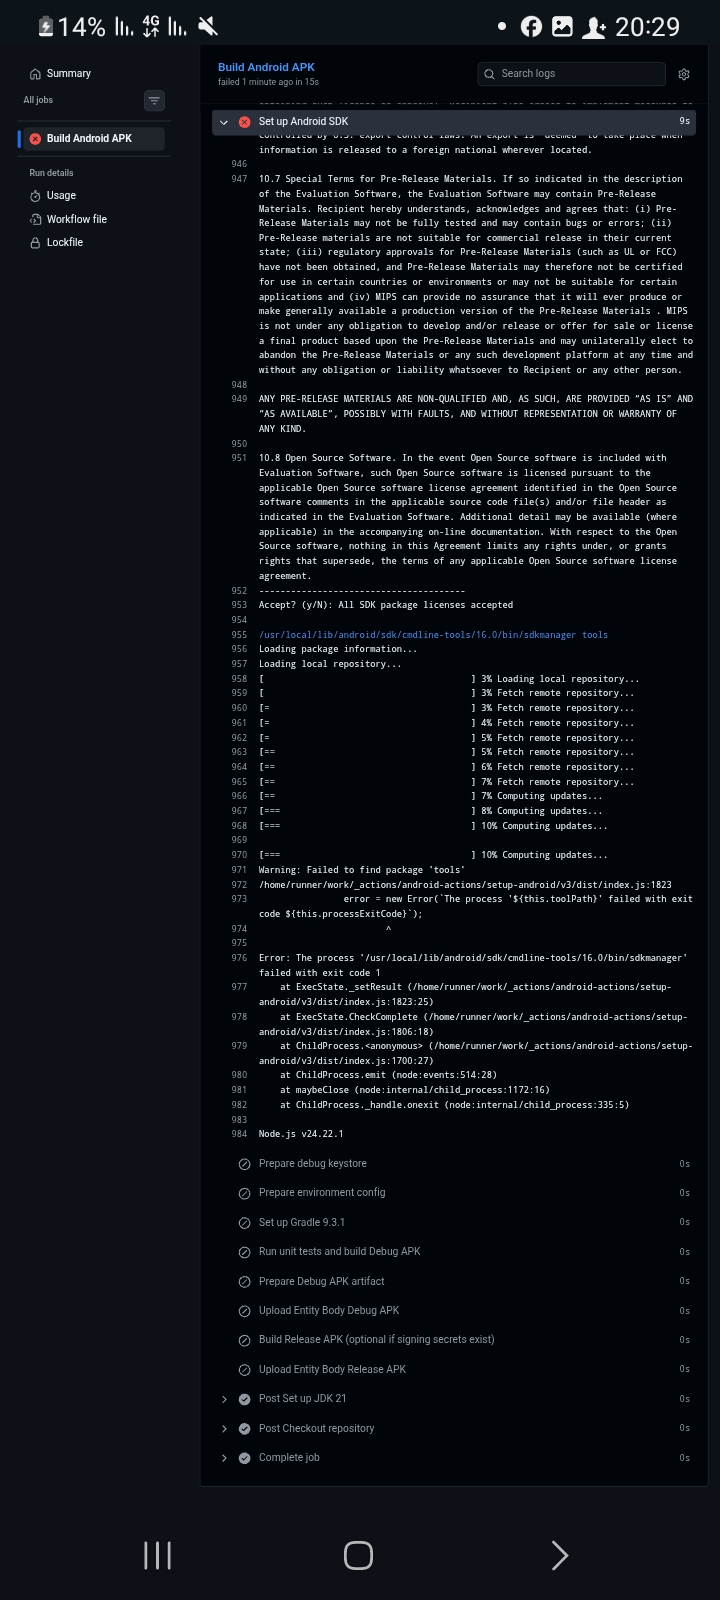 14% 4G 20:29
Summary
All jobs
Build Android APK
Run details
Usage
Workflow file
Lockfile
Build Android APK
failed 1 minute ago in 15s
Search logs
Set up Android SDK 9s
controlled by U.S. export control laws. An export is "deemed" to take place when
information is released to a foreign national wherever located.
946
947 10.7 Special Terms for Pre-Release Materials. If so indicated in the description
of the Evaluation Software, the Evaluation Software may contain Pre-Release
Materials. Recipient hereby understands, acknowledges and agrees that: (i) Pre-
Release Materials may not be fully tested and may contain bugs or errors; (ii)
Pre-Release materials are not suitable for commercial release in their current
state; (iii) regulatory approvals for Pre-Release Materials (such as UL or FCC)
have not been obtained, and Pre-Release Materials may therefore not be certified
for use in certain countries or environments or may not be suitable for certain
applications and (iv) MIPS can provide no assurance that it will ever produce or
make generally available a production version of the Pre-Release Materials . MIPS
is not under any obligation to develop and/or release or offer for sale or license
a final product based upon the Pre-Release Materials and may unilaterally elect to
abandon the Pre-Release Materials or any such development platform at any time and
without any obligation or liability whatsoever to Recipient or any other person.
948
949 ANY PRE-RELEASE MATERIALS ARE NON-QUALIFIED AND, AS SUCH, ARE PROVIDED “AS IS” AND
“AS AVAILABLE”, POSSIBLY WITH FAULTS, AND WITHOUT REPRESENTATION OR WARRANTY OF
ANY KIND.
950
951 10.8 Open Source Software. In the event Open Source software is included with
Evaluation Software, such Open Source software is licensed pursuant to the
applicable Open Source software license agreement identified in the Open Source
software comments in the applicable source code file(s) and/or file header as
indicated in the Evaluation Software. Additional detail may be available (where
applicable) in the accompanying on-line documentation. With respect to the Open
Source software, nothing in this Agreement limits any rights under, or grants
rights that supersede, the terms of any applicable Open Source software license
agreement.
952 ---------------------------------------
953 Accept? (y/N): All SDK package licenses accepted
954
955 /usr/local/lib/android/sdk/cmdline-tools/16.0/bin/sdkmanager tools
956 Loading package information...
957 Loading local repository...
958 [ ] 3% Loading local repository...
959 [ ] 3% Fetch remote repository...
960 [= ] 3% Fetch remote repository...
961 [= ] 4% Fetch remote repository...
962 [= ] 5% Fetch remote repository...
963 [== ] 5% Fetch remote repository...
964 [== ] 6% Fetch remote repository...
965 [== ] 7% Fetch remote repository...
966 [== ] 7% Computing updates...
967 [=== ] 8% Computing updates...
968 [=== ] 10% Computing updates...
969
970 [=== ] 10% Computing updates...
971 Warning: Failed to find package 'tools'
972 /home/runner/work/_actions/android-actions/setup-android/v3/dist/index.js:1823
973 error = new Error(`The process '${this.toolPath}' failed with exit
code ${this.processExitCode}`);
974 ^
975
976 Error: The process '/usr/local/lib/android/sdk/cmdline-tools/16.0/bin/sdkmanager'
failed with exit code 1
977 at ExecState._setResult (/home/runner/work/_actions/android-actions/setup-
android/v3/dist/index.js:1823:25)
978 at ExecState.CheckComplete (/home/runner/work/_actions/android-actions/setup-
android/v3/dist/index.js:1806:18)
979 at ChildProcess.<anonymous> (/home/runner/work/_actions/android-actions/setup-
android/v3/dist/index.js:1700:27)
980 at ChildProcess.emit (node:events:514:28)
981 at maybeClose (node:internal/child_process:1172:16)
982 at ChildProcess._handle.onexit (node:internal/child_process:335:5)
983
984 Node.js v24.22.1
Prepare debug keystore 0s
Prepare environment config 0s
Set up Gradle 9.3.1 0s
Run unit tests and build Debug APK 0s
Prepare Debug APK artifact 0s
Upload Entity Body Debug APK 0s
Build Release APK (optional if signing secrets exist) 0s
Upload Entity Body Release APK 0s
Post Set up JDK 21 0s
Post Checkout repository 0s
Complete job 0s